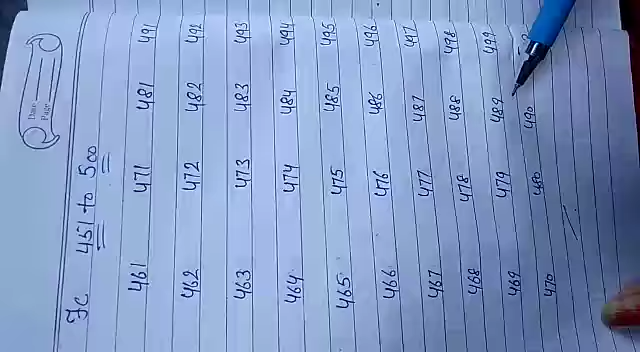 Date
Page
Fc 451 to 500
461 471 481 491
462 472 482 492
463 473 483 493
464 474 484 494
465 475 485 495
466 476 486 496
467 477 487 497
468 478 488 498
469 479 489 499
470 480 490